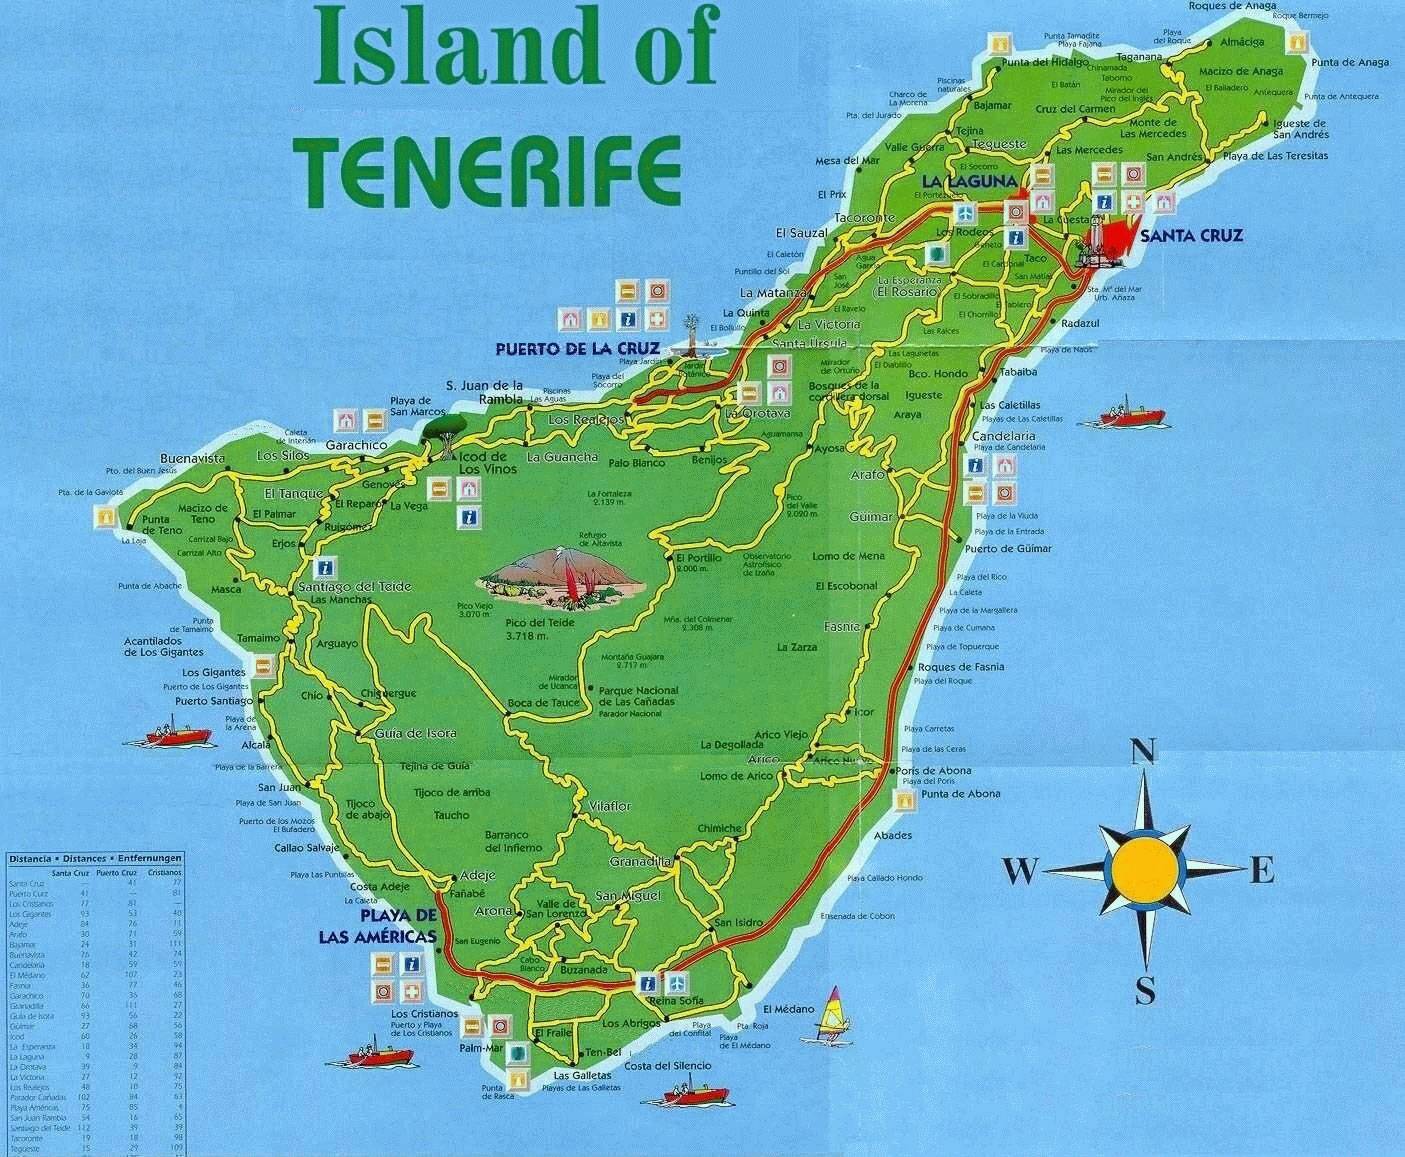 Island of
TENERIFE
Roques de Anaga
Roque Bermejo
Almáciga
Punta de Anaga
Playa
del Roque
Punta Tamadite
Playa Fajana
Taganana
Macizo de Anaga
El Bailadero
Antequera
Punta de Antequera
Punta del Hidalgo
Chinamada
Taborno
El Batán
Mirador del
Pico del Inglés
Piscinas
naturales
Bajamar
Cruz del Carmen
Charco de
La Morena
Pta. del Jurado
Monte de
Las Mercedes
Igueste de
San Andrés
Tejina
Tegueste
Las Mercedes
San Andrés
Playa de Las Teresitas
Valle Guerra
Mesa del Mar
El Socorro
LA LAGUNA
El Portezuelo
El Prix
Tacoronte
La Cuesta
SANTA CRUZ
El Sauzal
Los Rodeos
Geneto
Taco
El Caletón
Agua
García
El Cardonal
San Matías
Puntillo del Sol
San
José
La Esperanza
(El Rosario)
Sta. Mª del Mar
Urb. Añaza
La Matanza
El Sobradillo
El Ravelo
El Chorrillo
La Quinta
El Bollullo
La Victoria
Radazul
Las Raíces
Santa Úrsula
Playa de Naos
PUERTO DE LA CRUZ
Playa Jardín
Jardín
Botánico
Las Lagunetas
El Diablillo
Mirador
de Ortuño
Bco. Hondo
Tabaiba
Playa del
Socorro
Bosques de la
cordillera dorsal
Igueste
S. Juan de la
Rambla
Piscinas
Las Aguas
Las Caletillas
Playas de Las Caletillas
Playa de
San Marcos
Los Realejos
La Orotava
Araya
Candelaria
Playa de Candelaria
Caleta
de Interián
Garachico
Aguamansa
Ayosa
Buenavista
Los Silos
Icod de
Los Vinos
La Guancha
Palo Blanco
Benijos
Arafo
Pto. del Buen Jesús
Genovés
Pta. de la Gaviota
El Tanque
El Reparo
La Vega
La Fortaleza
2.139 m.
Pico
del Valle
2.020 m.
Macizo de
Teno
El Palmar
Güimar
Playa de la Viuda
Punta
de Teno
La Laja
Ruigómez
Playa de la Entrada
Carrizal Bajo
Carrizal Alto
Erjos
Refugio
de Altavista
Puerto de Güimar
El Portillo
2.000 m.
Observatorio
Astrofísico
de Izaña
Lomo de Mena
Santiago del Teide
Las Manchas
Punta de Abache
Masca
El Escobonal
Playa del Rico
La Caleta
Pico Viejo
3.070 m.
Playa de la Margallera
Pico del Teide
3.718 m.
Mña. del Colmenar
2.308 m.
Fasnia
Punta
de Tamaimo
Playa de Cumana
Acantilados
de Los Gigantes
Tamaimo
Arguayo
La Zarza
Playa de Topuerque
Montaña Guajara
2.717 m.
Roques de Fasnia
Playa del Roque
Los Gigantes
Puerto de Los Gigantes
Mirador
de Ucanca
Puerto Santiago
Chío
Chiguergue
Parque Nacional
de Las Cañadas
Parador Nacional
Boca de Tauce
Icor
Playa de
la Arena
Guía de Isora
Arico Viejo
Playa Carretas
Alcalá
La Degollada
Playa de las Ceras
Playa de la Barrera
Tejina de Guía
Arico
Arico Nuevo
Lomo de Arico
Porís de Abona
Playa del Porís
San Juan
Tijoco de arriba
Punta de Abona
Playa de San Juan
Tijoco
de abajo
Taucho
Vilaflor
Puerto de los Mozos
El Bufadero
Barranco
del Infierno
Chimiche
Abades
Callao Salvaje
Granadilla
Playa Las Puntillas
Adeje
Playa Callado Hondo
Costa Adeje
La Caleta
Fañabé
San Miguel
Valle de
San Lorenzo
PLAYA DE
LAS AMÉRICAS
Arona
Ensenada de Cobon
San Isidro
San Eugenio
Cabo
Blanco
Buzanada
Los Cristianos
Puerto y Playa
de Los Cristianos
Reina Sofía
El Médano
Los Abrigos
Playa
del Confital
Pta. Roja
Playa
de El Médano
El Fraile
Palm-Mar
Ten-Bel
Costa del Silencio
Las Galletas
Playas de Las Galletas
Punta
de Rasca
N
W E
S
Distancia • Distances • Entfernungen
Santa Cruz Puerto Cruz Cristianos
Santa Cruz — 41 77
Puerto Cruz 41 — 81
Los Cristianos 77 81 —
Los Gigantes 93 53 40
Adeje 84 76 11
Arafo 30 71 59
Bajamar 24 31 111
Buenavista 76 42 74
Candelaria 18 59 59
El Médano 62 107 23
Fasnia 36 77 46
Garachico 70 36 68
Granadilla 66 111 27
Guía de Isora 93 56 22
Güimar 27 68 56
Icod 60 26 58
La Esperanza 18 34 94
La Laguna 9 28 87
La Orotava 39 9 84
La Victoria 27 12 92
Los Realejos 48 10 75
Parador Cañadas 102 84 63
Playa Américas 75 85 4
San Juan Rambla 54 16 65
Santiago del Teide 112 39 39
Tacoronte 19 18 98
Tegueste 15 29 109